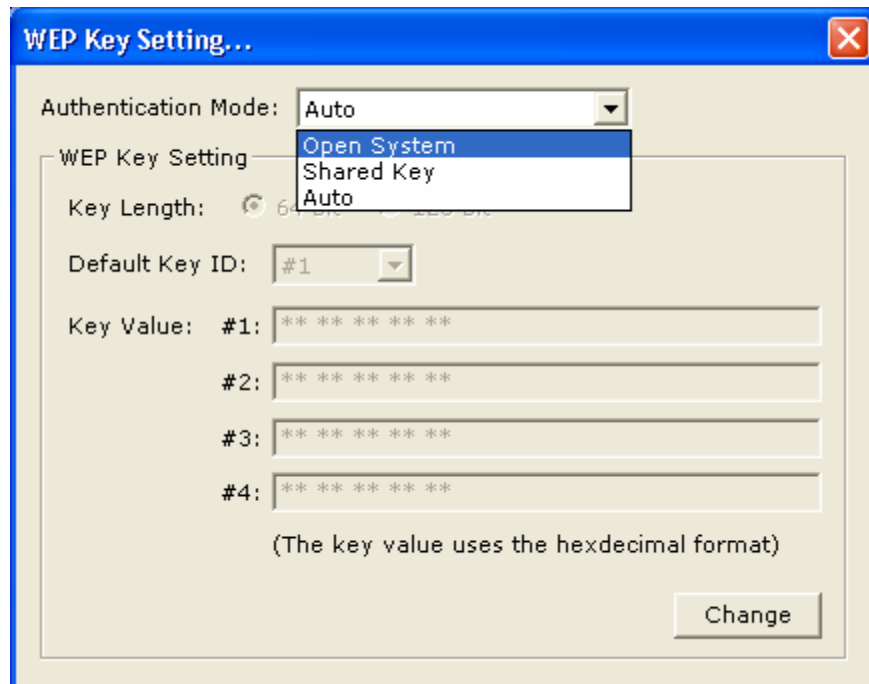 WEP Key Setting...
Authentication Mode: Auto
Open System
WEP Key Setting
Shared Key
Auto
Key Length:
Default Key ID: #1
Key Value: #1: ** ** ** ** **
#2: ** ** ** ** **
#3: ** ** ** ** **
#4: ** ** ** ** **
(The key value uses the hexdecimal format)
Change